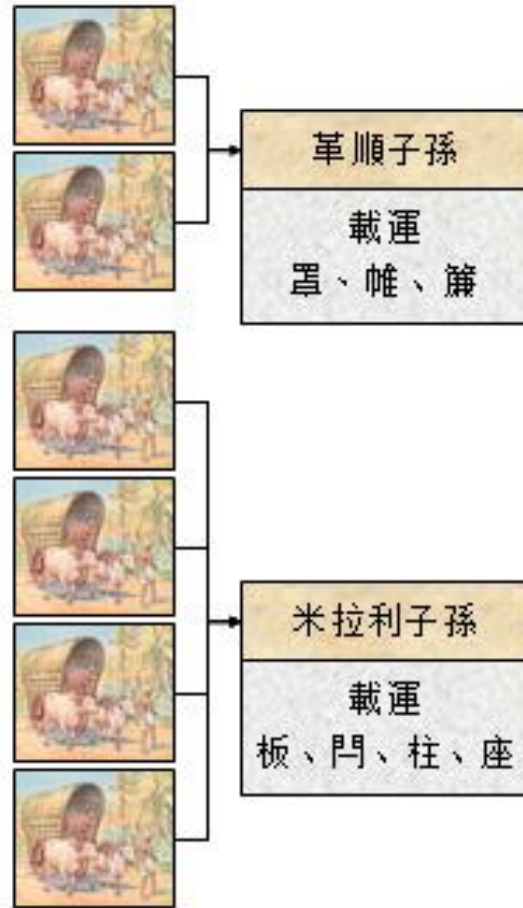 革順子孫
載運
罩、帷、簾
米拉利子孫
載運
板、閂、柱、座